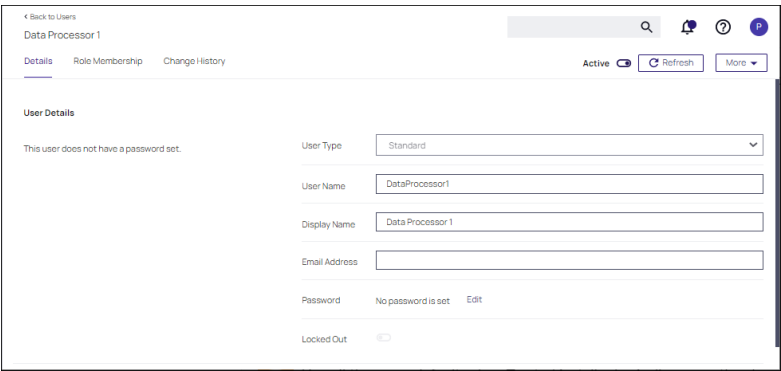 Back to Users
Data Processor 1
P
Details Role Membership Change History
Active Refresh More
User Details
This user does not have a password set.
User Type Standard
User Name DataProcessor1
Display Name Data Processor 1
Email Address
Password No password is set Edit
Locked Out